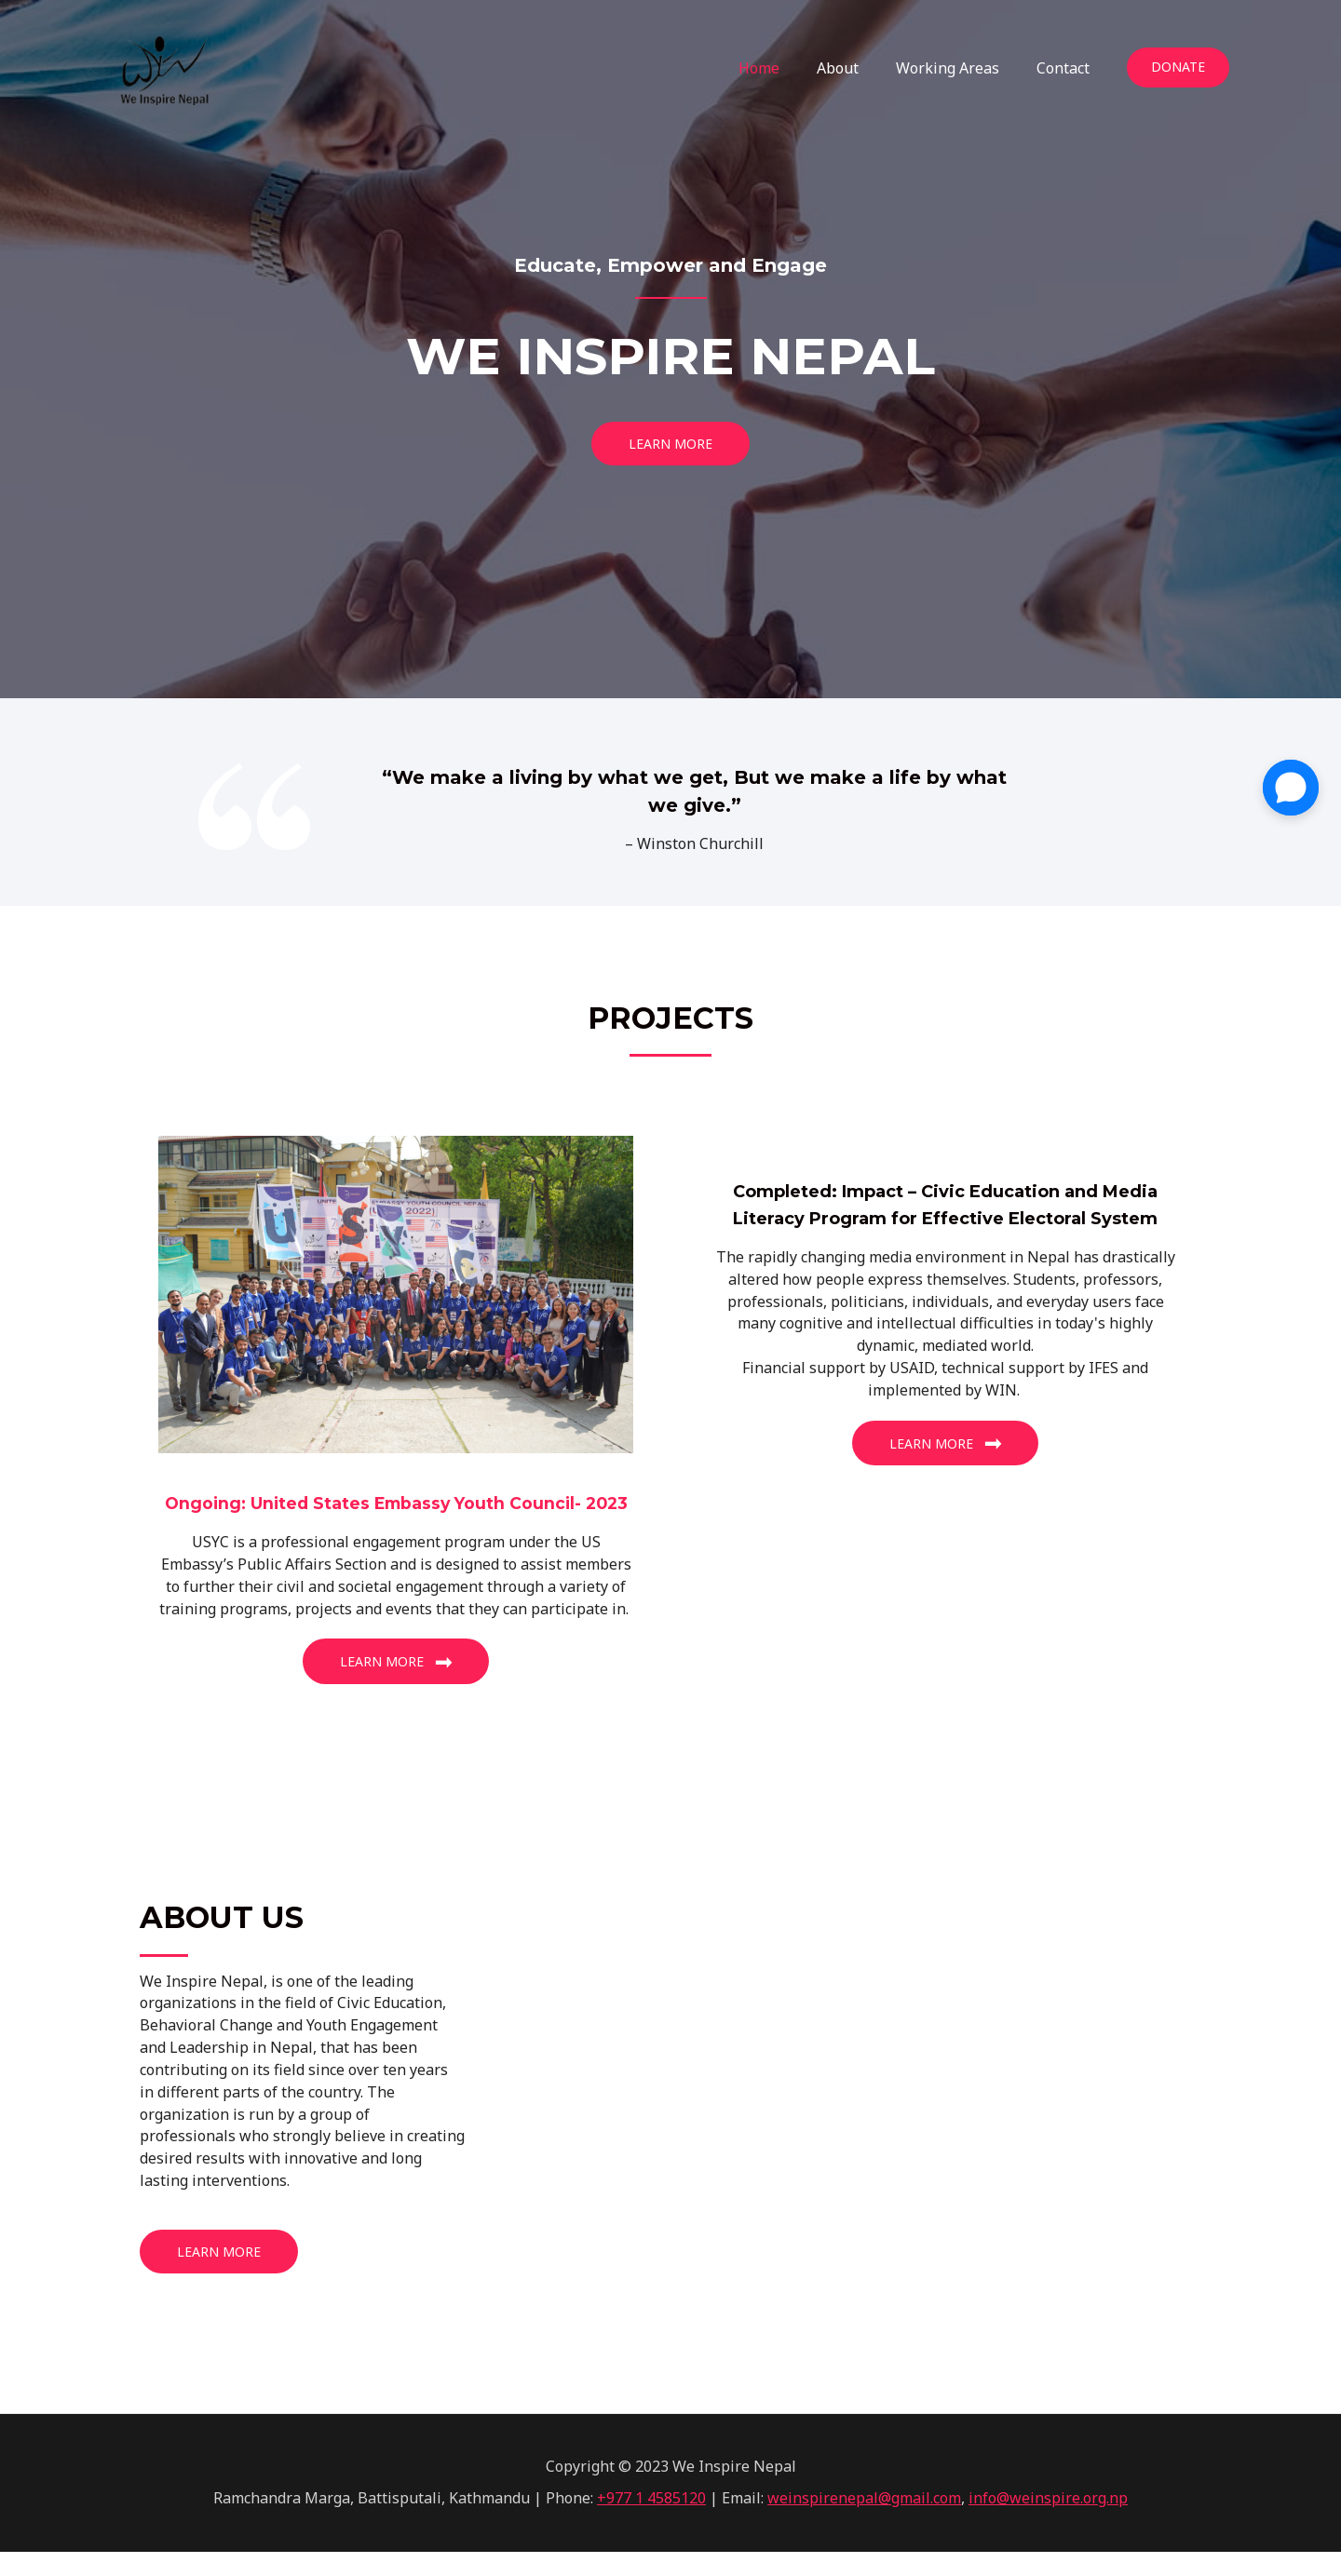 We Inspire Nepal
Home
About
Working Areas
Contact
DONATE
Educate, Empower and Engage
WE INSPIRE NEPAL
LEARN MORE
“We make a living by what we get, But we make a life by what
we give.”
– Winston Churchill
PROJECTS
Ongoing: United States Embassy Youth Council- 2023
USYC is a professional engagement program under the US
Embassy’s Public Affairs Section and is designed to assist members
to further their civil and societal engagement through a variety of
training programs, projects and events that they can participate in.
LEARN MORE
Completed: Impact – Civic Education and Media
Literacy Program for Effective Electoral System
The rapidly changing media environment in Nepal has drastically
altered how people express themselves. Students, professors,
professionals, politicians, individuals, and everyday users face
many cognitive and intellectual difficulties in today's highly
dynamic, mediated world.
Financial support by USAID, technical support by IFES and
implemented by WIN.
LEARN MORE
ABOUT US
We Inspire Nepal, is one of the leading
organizations in the field of Civic Education,
Behavioral Change and Youth Engagement
and Leadership in Nepal, that has been
contributing on its field since over ten years
in different parts of the country. The
organization is run by a group of
professionals who strongly believe in creating
desired results with innovative and long
lasting interventions.
LEARN MORE
Copyright © 2023 We Inspire Nepal
Ramchandra Marga, Battisputali, Kathmandu | Phone: +977 1 4585120 | Email: weinspirenepal@gmail.com, info@weinspire.org.np